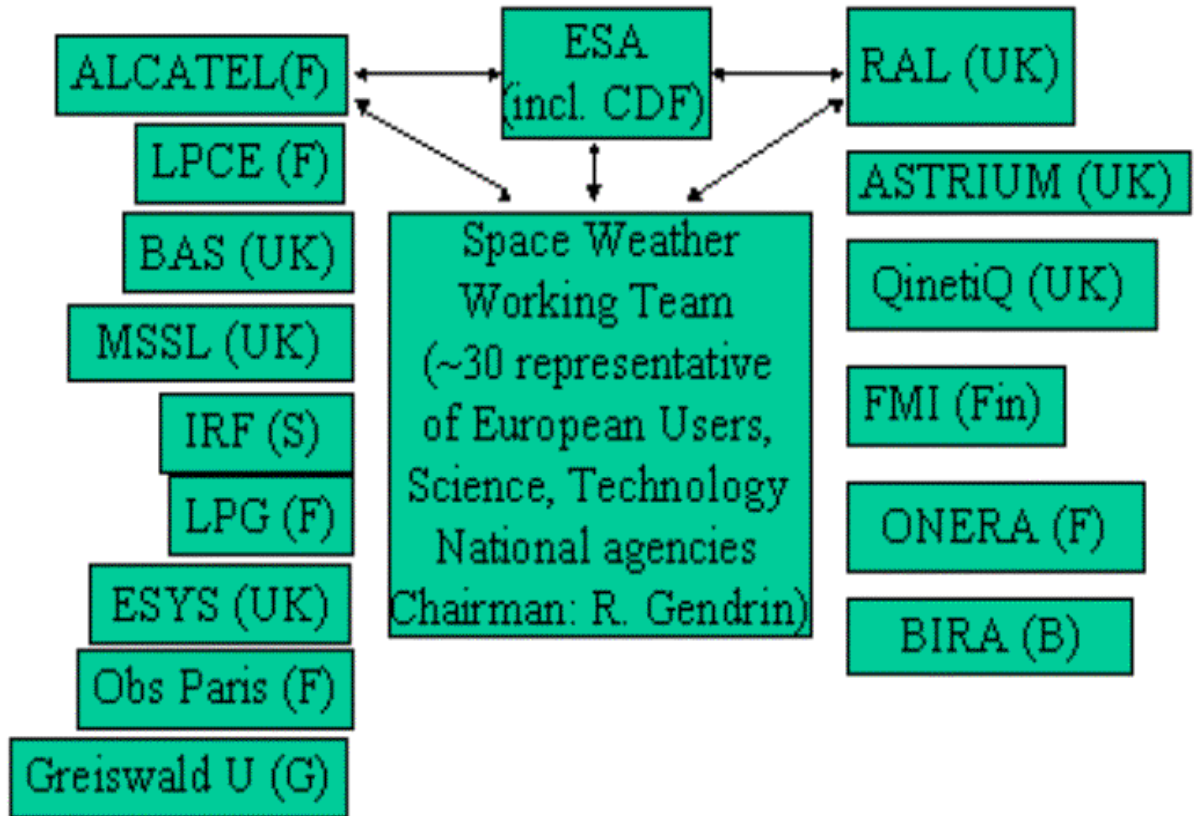 ALCATEL(F)
LPCE (F)
BAS (UK)
MSSL (UK)
IRF (S)
LPG (F)
ESYS (UK)
Obs Paris (F)
Greiswald U (G)
ESA
(incl. CDF)
Space Weather
Working Team
(~30 representative
of European Users,
Science, Technology
National agencies
Chairman: R. Gendrin)
RAL (UK)
ASTRIUM (UK)
QinetiQ (UK)
FMI (Fin)
ONERA (F)
BIRA (B)